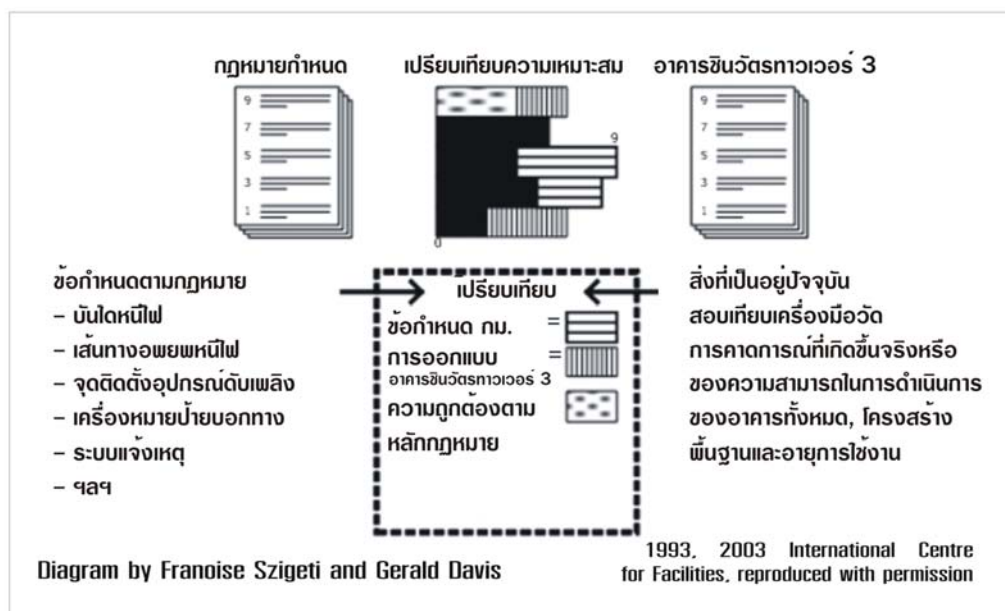 กฎหมายกำหนด
เปรียบเทียบความเหมาะสม
อาคารชินวัตรทาวเวอร์ 3
9
7
5
3
1
9
0
9
7
5
3
1
ข้อกำหนดตามกฎหมาย
– บันไดหนีไฟ
– เส้นทางอพยพหนีไฟ
– จุดติดตั้งอุปกรณ์ดับเพลิง
– เครื่องหมายป้ายบอกทาง
– ระบบแจ้งเหตุ
– ฯลฯ
เปรียบเทียบ
ข้อกำหนด กม. =
การออกแบบ =
อาคารชินวัตรทาวเวอร์ 3
ความถูกต้องตาม
หลักกฎหมาย
สิ่งที่เป็นอยู่ปัจจุบัน
สอบเทียบเครื่องมือวัด
การคาดการณ์ที่เกิดขึ้นจริงหรือ
ของความสามารถในการดำเนินการ
ของอาคารทั้งหมด, โครงสร้าง
พื้นฐานและอายุการใช้งาน
Diagram by Franoise Szigeti and Gerald Davis
1993, 2003 International Centre
for Facilities, reproduced with permission